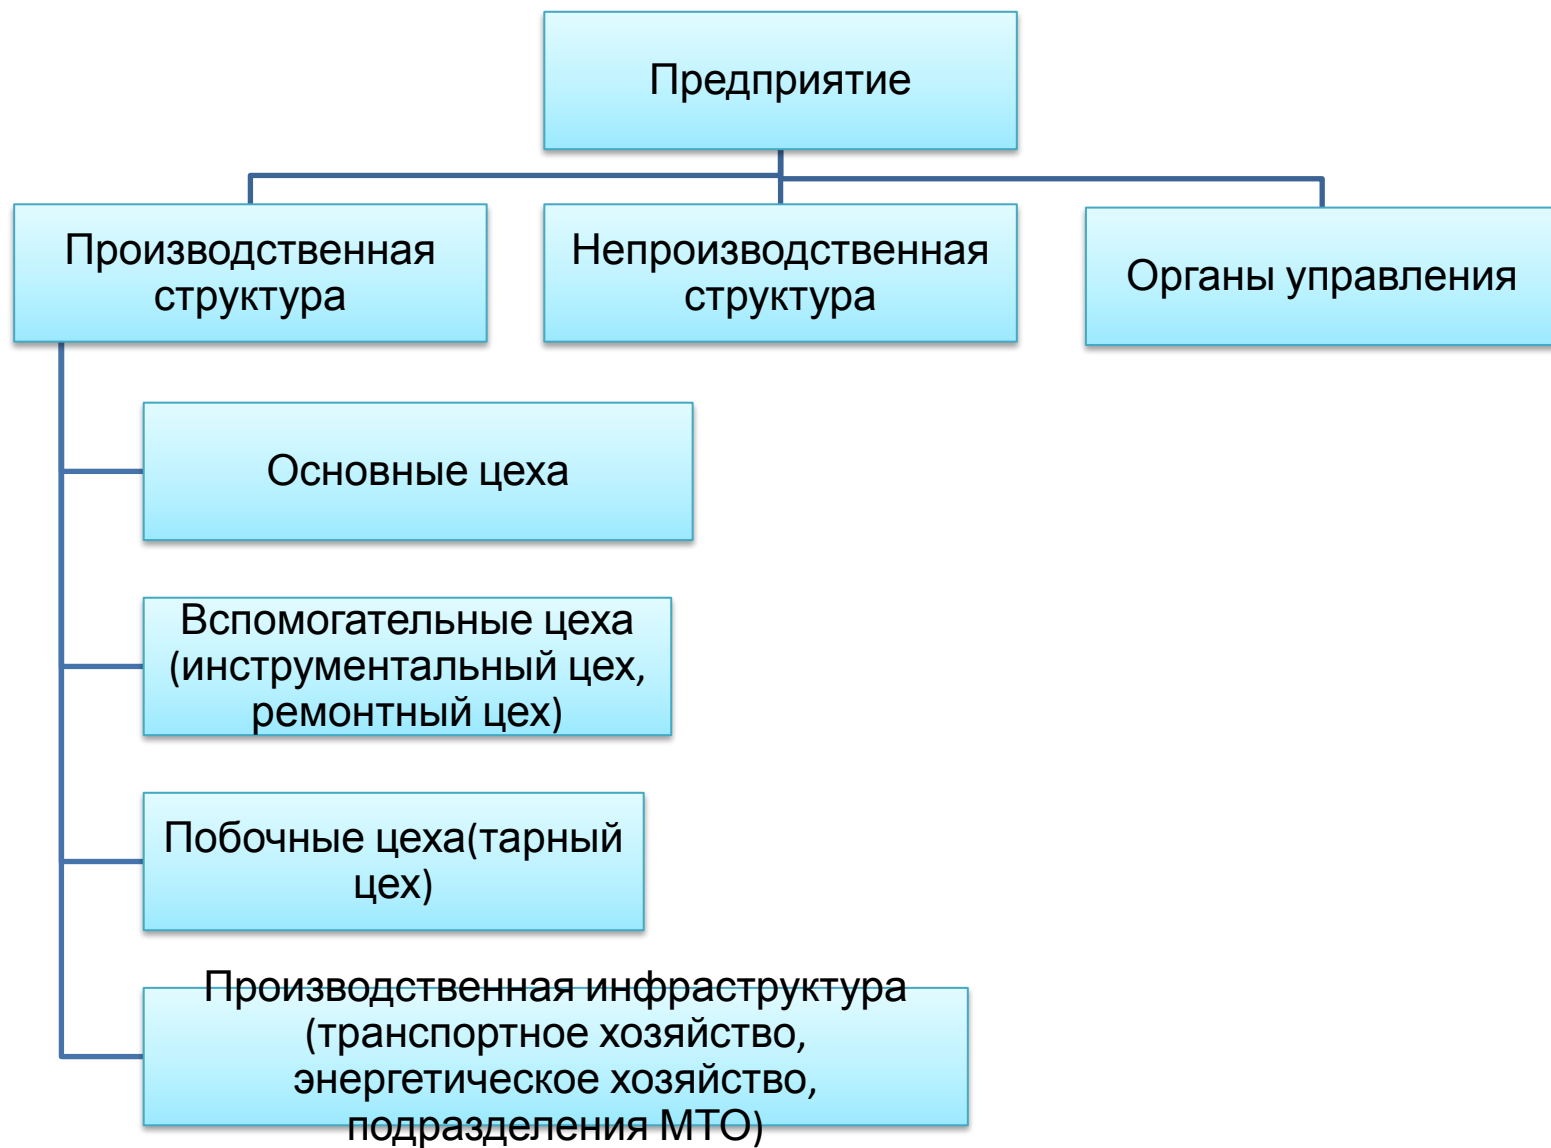 Предприятие
Производственная
структура
Непроизводственная
структура
Органы управления
Основные цеха
Вспомогательные цеха
(инструментальный цех,
ремонтный цех)
Побочные цеха(тарный
цех)
Производственная инфраструктура
(транспортное хозяйство,
энергетическое хозяйство,
подразделения МТО)